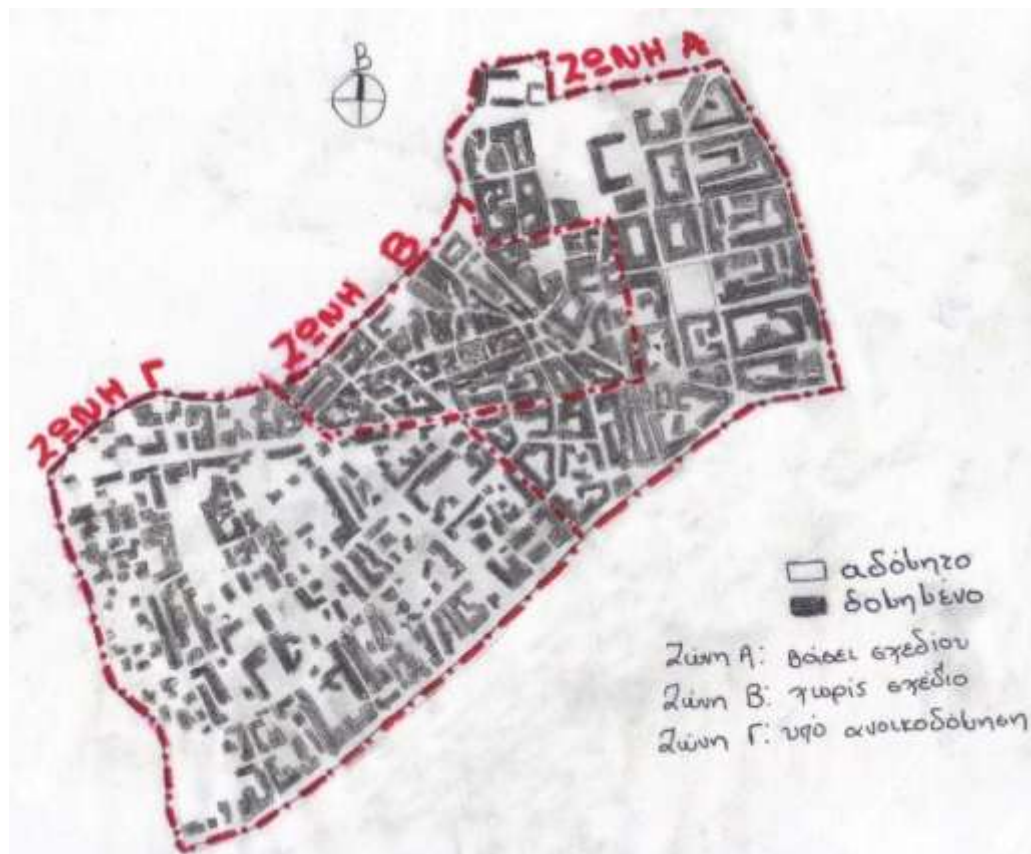 Β
ΖΩΝΗ Α
ΖΩΝΗ Β
ΖΩΝΗ Γ
αδόμητο
δομημένο
Ζώνη Α: βάσει σχεδίου
Ζώνη Β: χωρίς σχέδιο
Ζώνη Γ: υπό ανοικοδόμηση